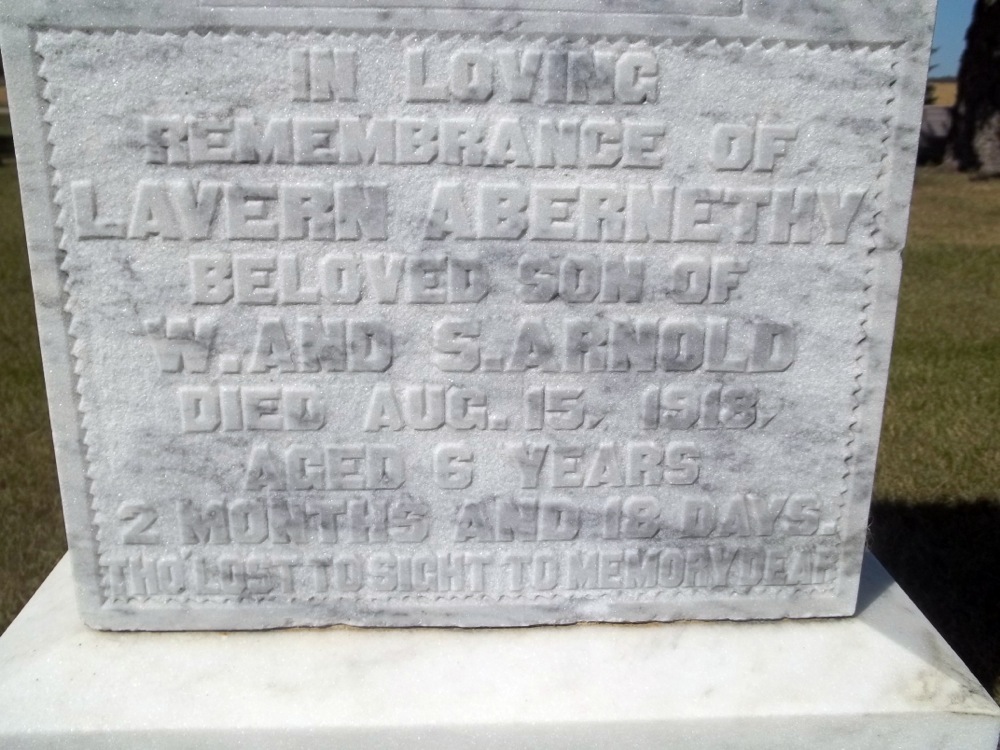 IN LOVING
REMEMBRANCE OF
LAVERN ABERNETHY
BELOVED SON OF
W. AND S. ARNOLD
DIED AUG. 15, 1918,
AGED 6 YEARS
2 MONTHS AND 18 DAYS.
THO' LOST TO SIGHT TO MEMORY DEAR